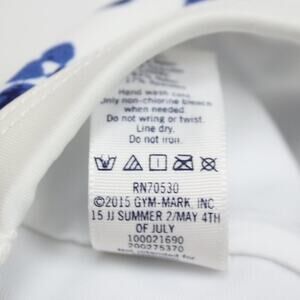 Hand wash cold.
Only non-chlorine bleach
when needed.
Do not wring or twist.
Line dry.
Do not iron.
RN70530
©2015 GYM-MARK, INC
15 JJ SUMMER 2/MAY 4TH
OF JULY
100021690
200275370